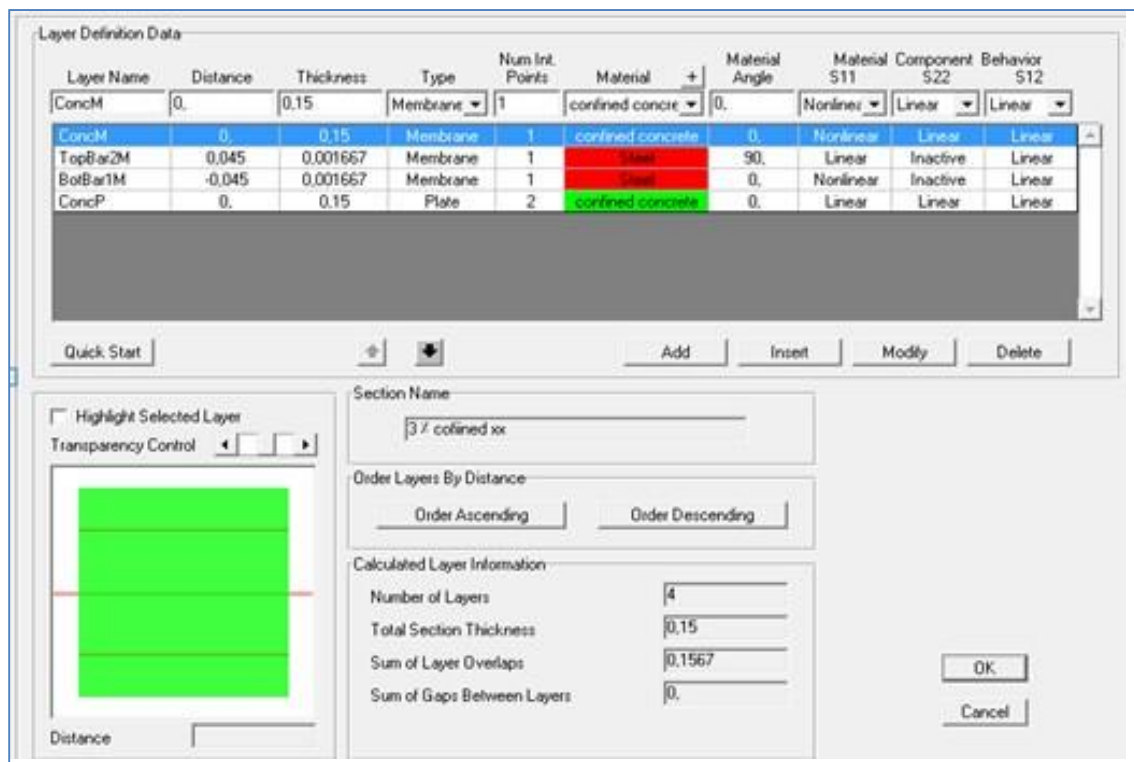 Layer Definition Data
Num Int. Material Material Component Behavior
Layer Name Distance Thickness Type Points Material + Angle S11 S22 S12
ConcM 0, 0,15 Membrane 1 confined concre 0, Nonlinea Linear Linear
ConcM 0, 0,15 Membrane 1 confined concrete 0, Nonlinear Linear Linear
TopBar2M 0,045 0,001667 Membrane 1 Steel 90, Linear Inactive Linear
BotBar1M -0,045 0,001667 Membrane 1 Steel 0, Nonlinear Inactive Linear
ConcP 0, 0,15 Plate 2 confined concrete 0, Linear Linear Linear
Quick Start Add Insert Modify Delete
Highlight Selected Layer
Transparency Control
Distance
Section Name
3 % cofiined xx
Order Layers By Distance
Order Ascending Order Descending
Calculated Layer Information
Number of Layers 4
Total Section Thickness 0,15
Sum of Layer Overlaps 0,1567
Sum of Gaps Between Layers 0,
OK
Cancel